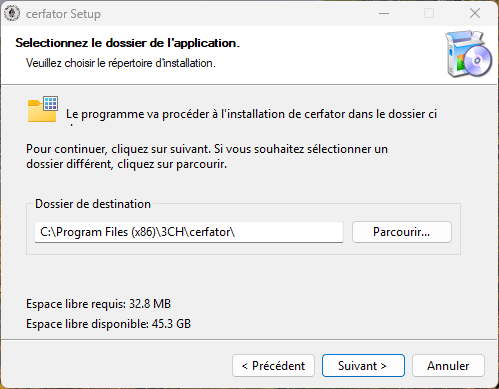 cerfator Setup
Selectionnez le dossier de l'application.
Veuillez choisir le répertoire d'installation.
Le programme va procéder à l'installation de cerfator dans le dossier ci
Pour continuer, cliquez sur suivant. Si vous souhaitez sélectionner un
dossier différent, cliquez sur parcourir.
Dossier de destination
C:\Program Files (x86)\3CH\cerfator\
Parcourir...
Espace libre requis: 32.8 MB
Espace libre disponible: 45.3 GB
< Précédent
Suivant >
Annuler